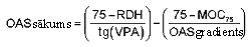 OASsākums = (75-RDH / tg(VPA)) - (75-MOC₇₅ / OASgradients)